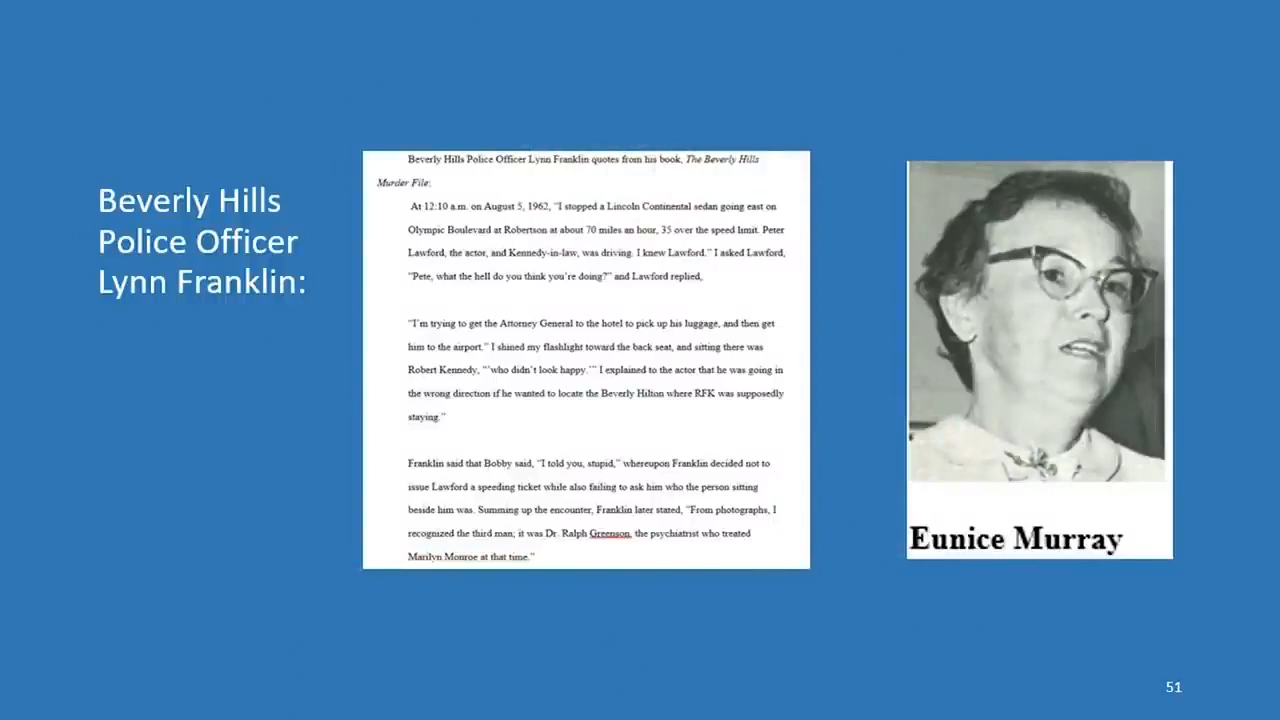 Beverly Hills
Police Officer
Lynn Franklin:
Beverly Hills Police Officer Lynn Franklin quotes from his book, The Beverly Hills
Murder File:
At 12:10 a.m. on August 5, 1962, "I stopped a Lincoln Continental sedan going east on
Olympic Boulevard at Robertson at about 70 miles an hour, 35 over the speed limit. Peter
Lawford, the actor, and Kennedy-in-law, was driving. I knew Lawford." I asked Lawford,
"Pete, what the hell do you think you're doing?" and Lawford replied,
"I'm trying to get the Attorney General to the hotel to pick up his luggage, and then get
him to the airport." I shined my flashlight toward the back seat, and sitting there was
Robert Kennedy, "'who didn't look happy.'" I explained to the actor that he was going in
the wrong direction if he wanted to locate the Beverly Hilton where RFK was supposedly
staying."
Franklin said that Bobby said, "I told you, stupid," whereupon Franklin decided not to
issue Lawford a speeding ticket while also failing to ask him who the person sitting
beside him was. Summing up the encounter, Franklin later stated, "From photographs, I
recognized the third man; it was Dr. Ralph Greenson, the psychiatrist who treated
Marilyn Monroe at that time."
Eunice Murray
51